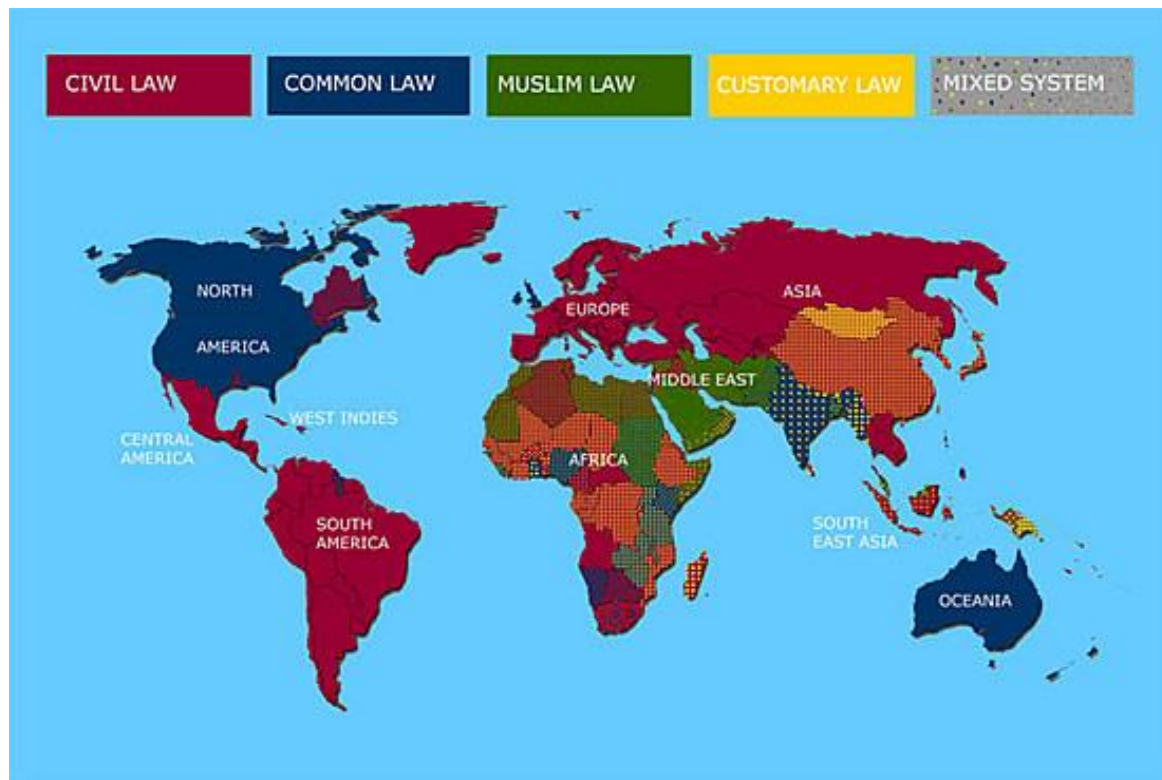 CIVIL LAW
COMMON LAW
MUSLIM LAW
CUSTOMARY LAW
MIXED SYSTEM
NORTH
AMERICA
EUROPE
ASIA
MIDDLE EAST
WEST INDIES
CENTRAL
AMERICA
AFRICA
SOUTH
AMERICA
SOUTH
EAST ASIA
OCEANIA